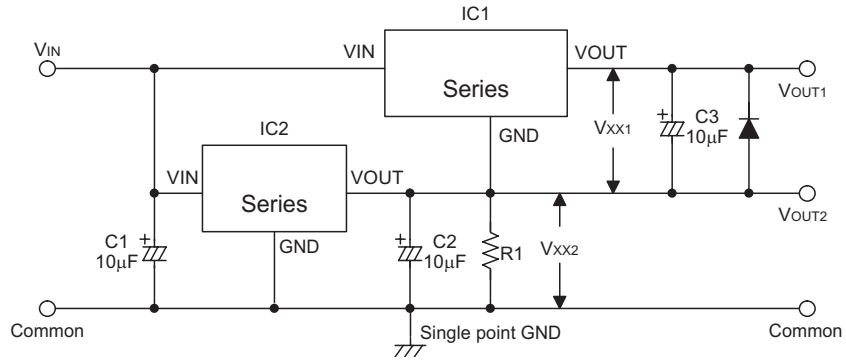 IC1
VIN
VIN
VOUT
Series
VOUT1
VXX1
C3
10μF
GND
IC2
VIN
VOUT
Series
VOUT2
C1
10μF
GND
C2
10μF
R1
VXX2
Common
Single point GND
Common